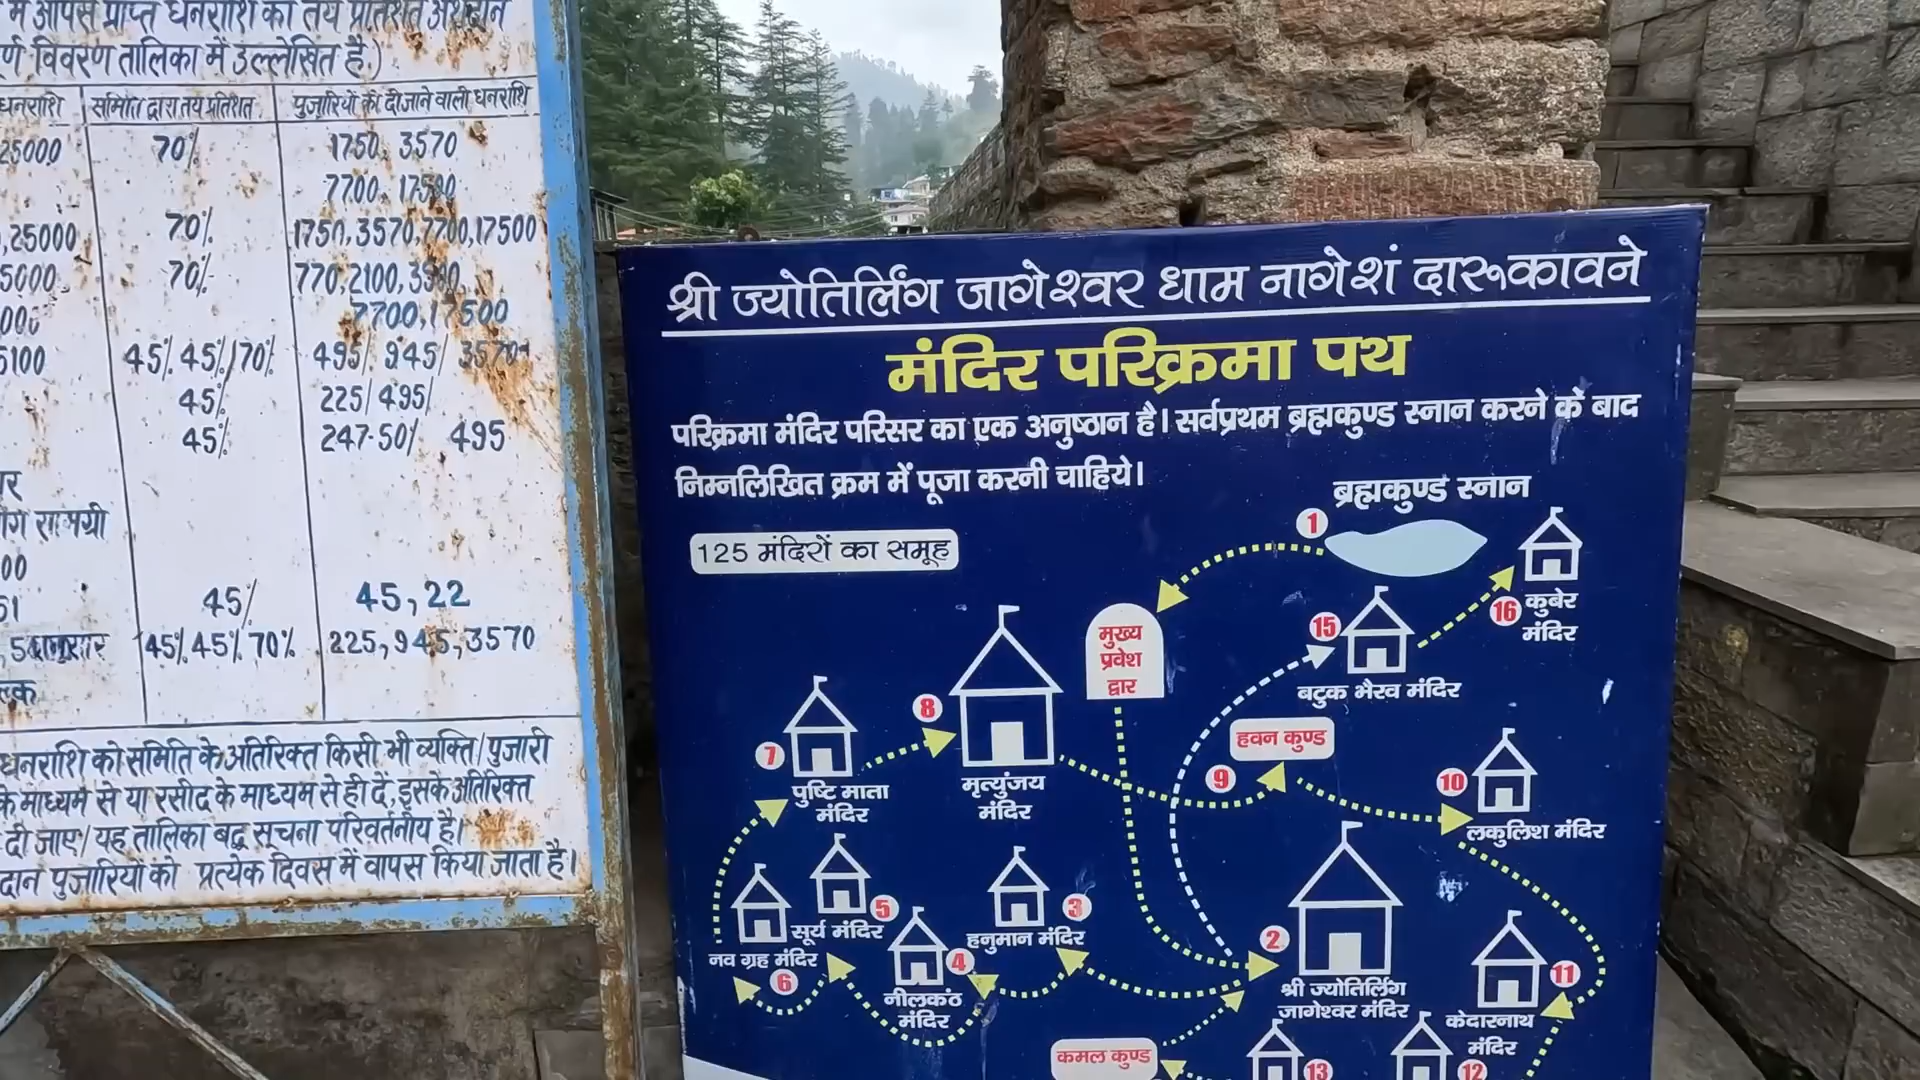 में आपसे प्राप्त धनराशि का तय प्रतिशत अंशदान
विवरण तालिका में उल्लेखित है.)
धनराशि समिति द्वारा तय प्रतिशत पुजारियों को दी जाने वाली धनराशि
25000 70% 1750, 3570
7700, 17500
,25000 70% 1750,3570,7700,17500
5000 70% 770,2100,3500,
7700,17500
5100 45%,45%/70% 495/ 945/ 3570
45% 225/ 495/
45% 247-50/ 495
सामग्री
00
51 45% 45,22
45%,45%,70% 225,945,3570
धनराशि को समिति के अतिरिक्त किसी भी व्यक्ति/ पुजारी
के माध्यम से या रसीद के माध्यम से ही दें, इसके अतिरिक्त
दी जाए/ यह तालिका बद्ध सूचना परिवर्तनीय है।
दान पुजारियों को प्रत्येक दिवस में वापस किया जाता है।
श्री ज्योतिर्लिंग जागेश्वर धाम नागेशं दारूकावने
मंदिर परिक्रमा पथ
परिक्रमा मंदिर परिसर का एक अनुष्ठान है। सर्वप्रथम ब्रह्मकुण्ड स्नान करने के बाद
निम्नलिखित क्रम में पूजा करनी चाहिये।
ब्रह्मकुण्ड स्नान
125 मंदिरों का समूह
1
मुख्य
प्रवेश
द्वार
15
बटुक भैरव मंदिर
16 कुबेर
मंदिर
7
पुष्टि माता
मंदिर
8
मृत्युंजय
मंदिर
हवन कुण्ड
9
10
लकुलिश मंदिर
सूर्य मंदिर 5
नव ग्रह मंदिर
6
नीलकंठ
मंदिर
4
हनुमान मंदिर
3
2
श्री ज्योतिर्लिंग
जागेश्वर मंदिर
11
केदारनाथ
मंदिर
कमल कुण्ड
13
12